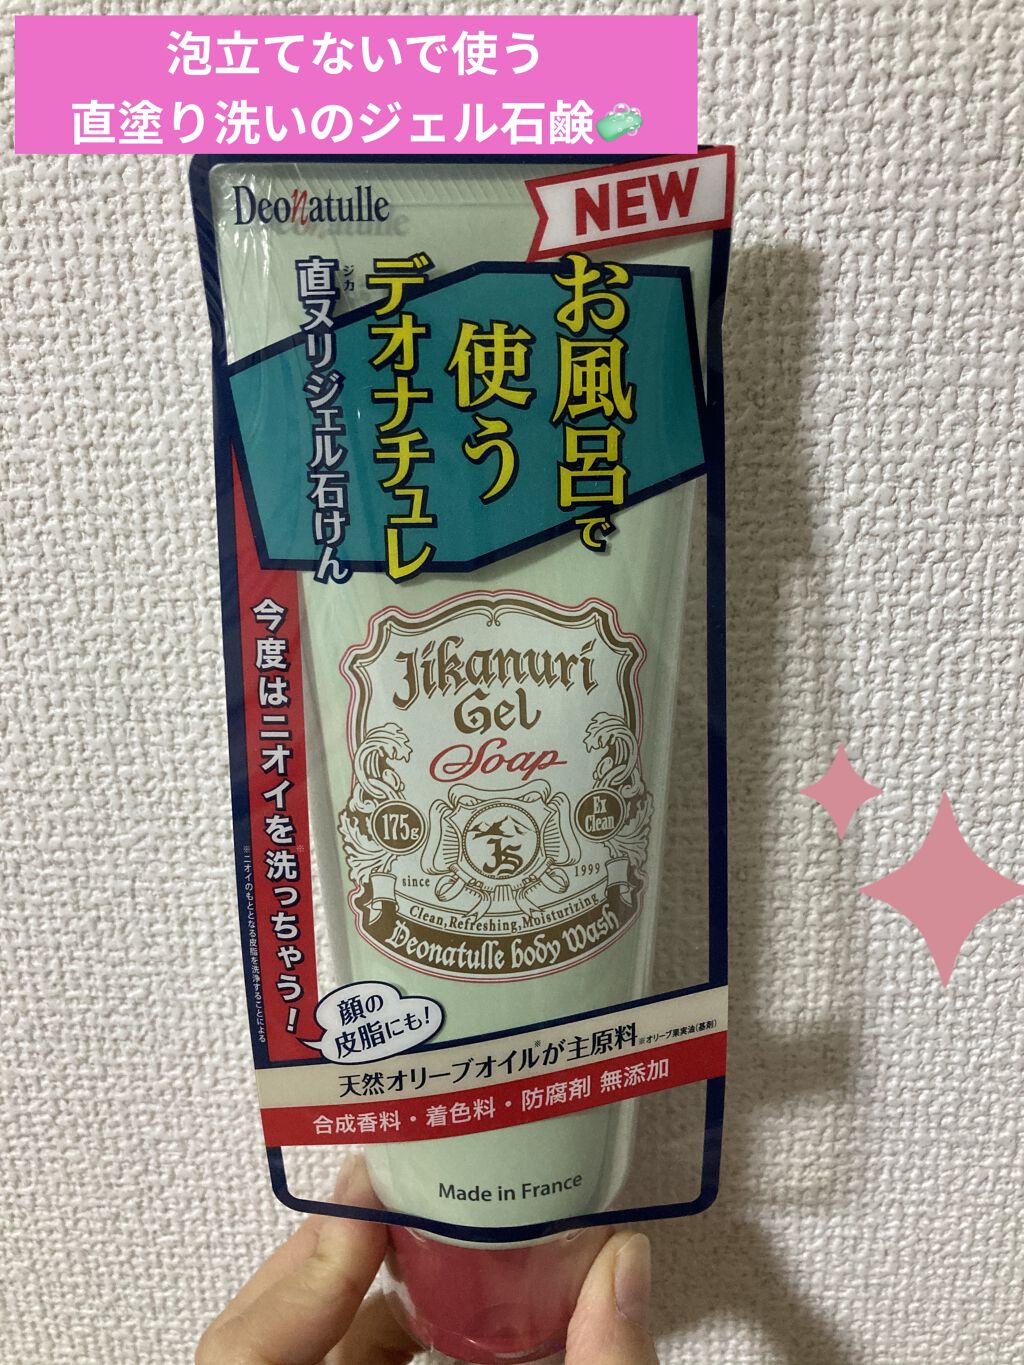 泡立てないで使う
直塗り洗いのジェル石鹸🧼
Deonatulle
NEW
お風呂で
使う
デオナチュレ
直ヌリジェル石けん
ジカ
今度はニオイを※洗っちゃう!
※ニオイのもととなる皮脂を洗浄することによる
Jikanuri
Gel
Soap
175g
Ex
Clean
JS
since
1999
Clean,Refreshing,Moisturizing
Deonatulle body Wash
顔の
皮脂にも!
天然オリーブオイル※が主原料※オリーブ果実油(基剤)
合成香料・着色料・防腐剤 無添加
Made in France